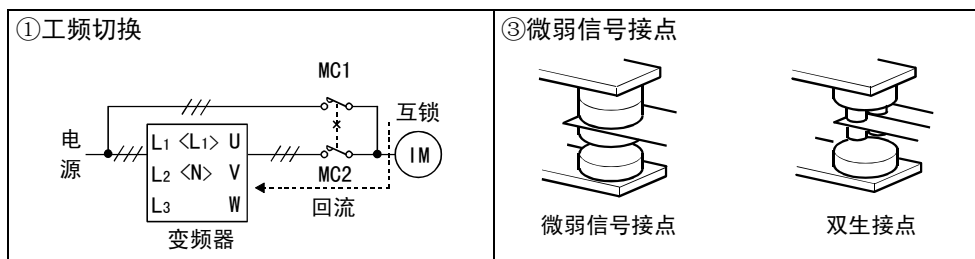 ①工频切换
MC1
互锁
电源
L1 <L1> U
L2 <N> V
L3 W
MC2
IM
回流
变频器
③微弱信号接点
微弱信号接点
双生接点